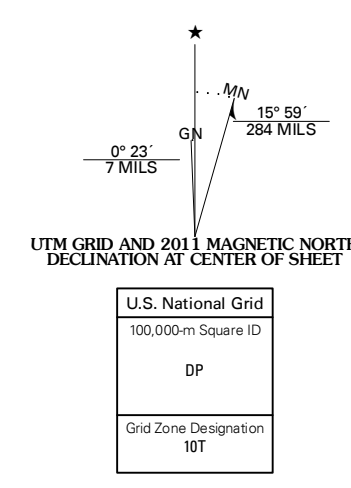 MN
GN
15° 59´
284 MILS
0° 23´
7 MILS
UTM GRID AND 2011 MAGNETIC NORTH
DECLINATION AT CENTER OF SHEET
U.S. National Grid
100,000-m Square ID
DP
Grid Zone Designation
10T